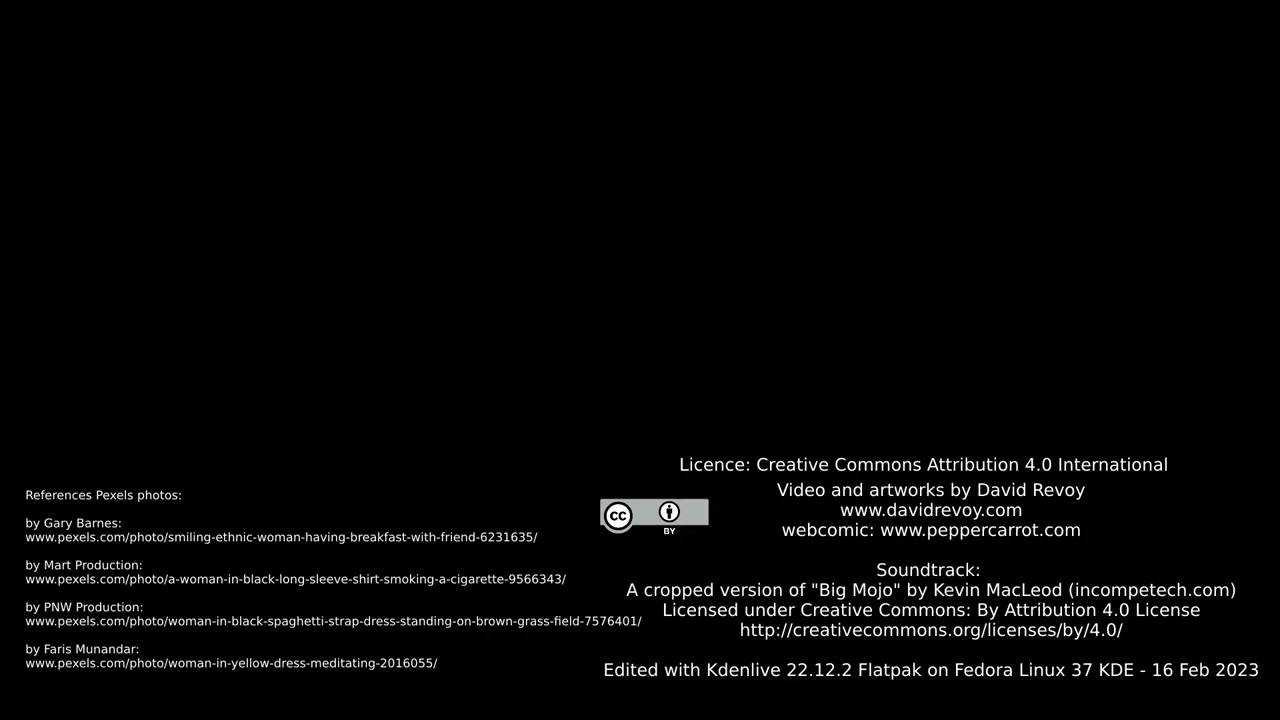 References Pexels photos:
by Gary Barnes:
www.pexels.com/photo/smiling-ethnic-woman-having-breakfast-with-friend-6231635/
by Mart Production:
www.pexels.com/photo/a-woman-in-black-long-sleeve-shirt-smoking-a-cigarette-9566343/
by PNW Production:
www.pexels.com/photo/woman-in-black-spaghetti-strap-dress-standing-on-brown-grass-field-7576401/
by Faris Munandar:
www.pexels.com/photo/woman-in-yellow-dress-meditating-2016055/
Licence: Creative Commons Attribution 4.0 International
cc
BY
Video and artworks by David Revoy
www.davidrevoy.com
webcomic: www.peppercarrot.com
Soundtrack:
A cropped version of "Big Mojo" by Kevin MacLeod (incompetech.com)
Licensed under Creative Commons: By Attribution 4.0 License
http://creativecommons.org/licenses/by/4.0/
Edited with Kdenlive 22.12.2 Flatpak on Fedora Linux 37 KDE - 16 Feb 2023